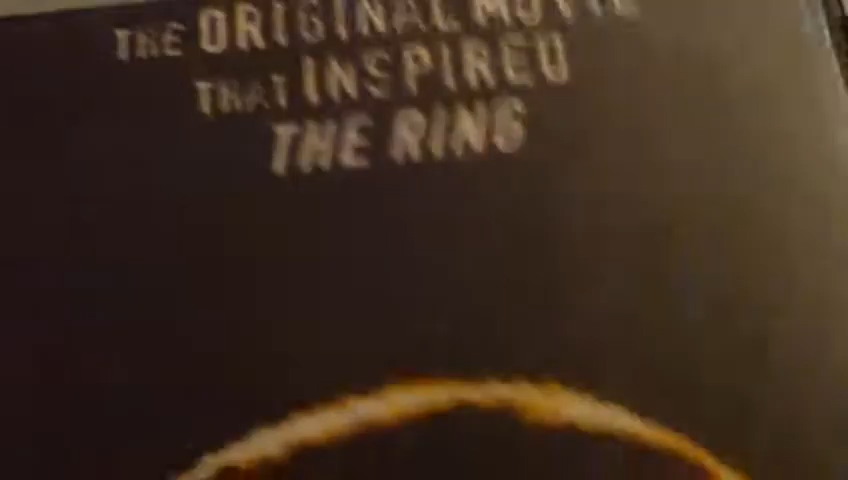 THE ORIGINAL MOVIE
THAT INSPIRED
THE RING